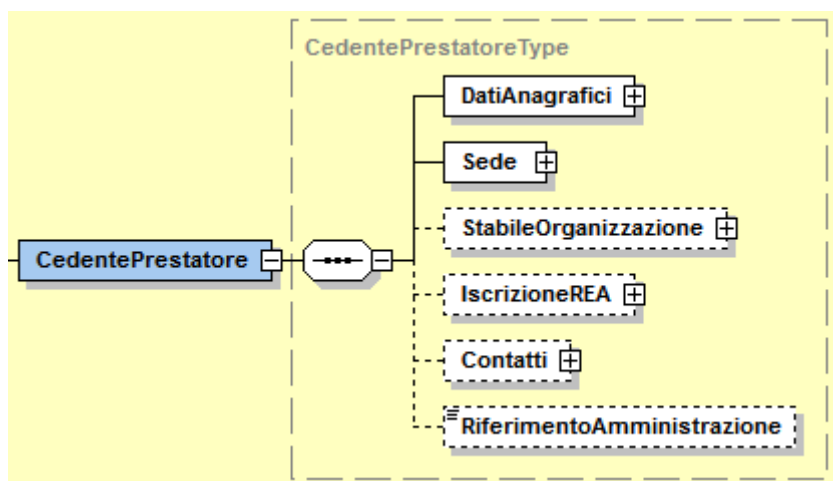 CedentePrestatoreType
DatiAnagrafici
Sede
StabileOrganizzazione
CedentePrestatore
IscrizioneREA
Contatti
RiferimentoAmministrazione